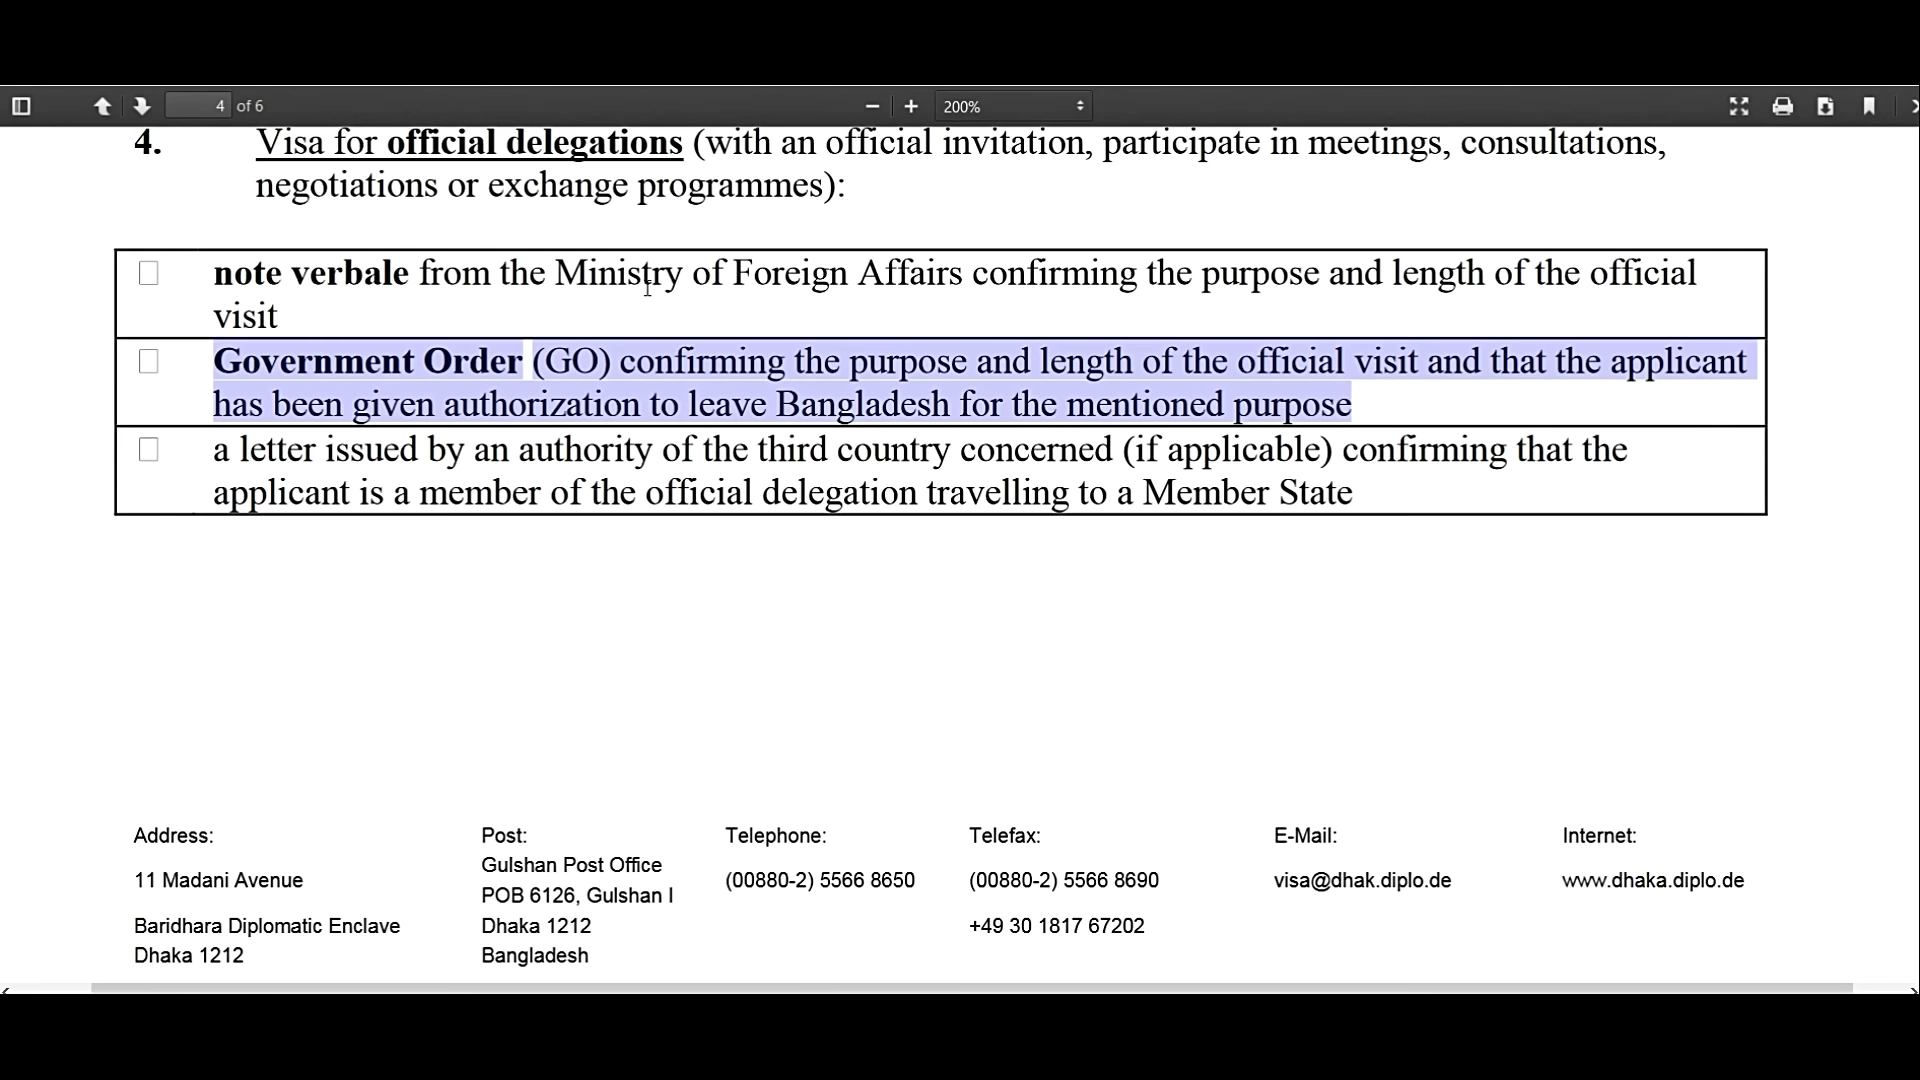 4 of 6
200%
4. Visa for official delegations (with an official invitation, participate in meetings, consultations,
negotiations or exchange programmes):
note verbale from the Ministry of Foreign Affairs confirming the purpose and length of the official
visit
Government Order (GO) confirming the purpose and length of the official visit and that the applicant
has been given authorization to leave Bangladesh for the mentioned purpose
a letter issued by an authority of the third country concerned (if applicable) confirming that the
applicant is a member of the official delegation travelling to a Member State
Address:
11 Madani Avenue
Baridhara Diplomatic Enclave
Dhaka 1212
Post:
Gulshan Post Office
POB 6126, Gulshan I
Dhaka 1212
Bangladesh
Telephone:
(00880-2) 5566 8650
Telefax:
(00880-2) 5566 8690
+49 30 1817 67202
E-Mail:
visa@dhak.diplo.de
Internet:
www.dhaka.diplo.de